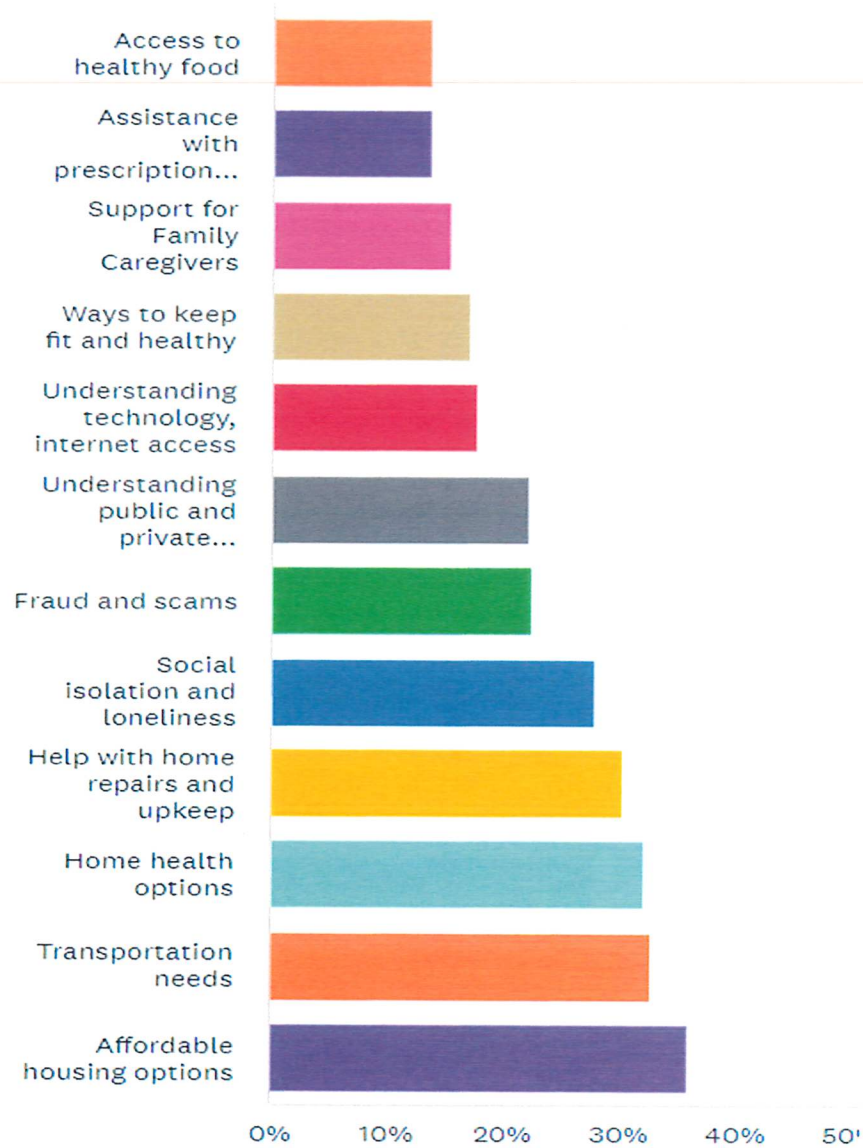 Access to
healthy food
Assistance
with
prescription...
Support for
Family
Caregivers
Ways to keep
fit and healthy
Understanding
technology,
internet access
Understanding
public and
private...
Fraud and scams
Social
isolation and
loneliness
Help with home
repairs and
upkeep
Home health
options
Transportation
needs
Affordable
housing options
0% 10% 20% 30% 40% 50